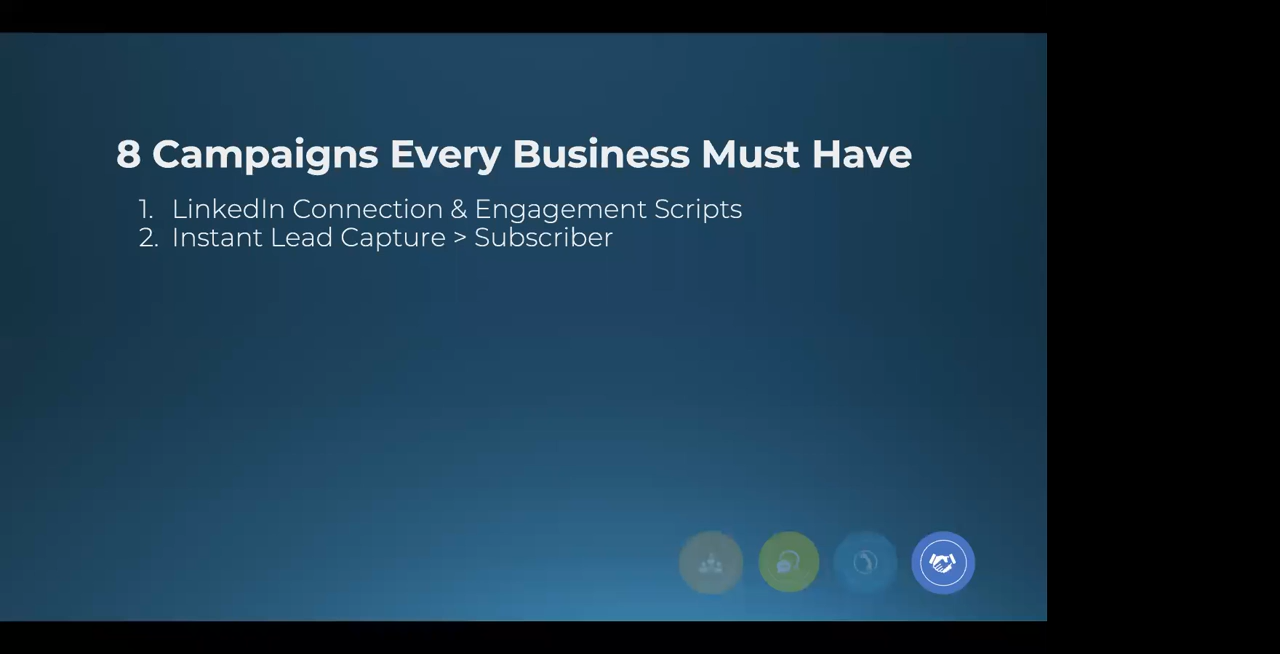 8 Campaigns Every Business Must Have
1. LinkedIn Connection & Engagement Scripts
2. Instant Lead Capture > Subscriber